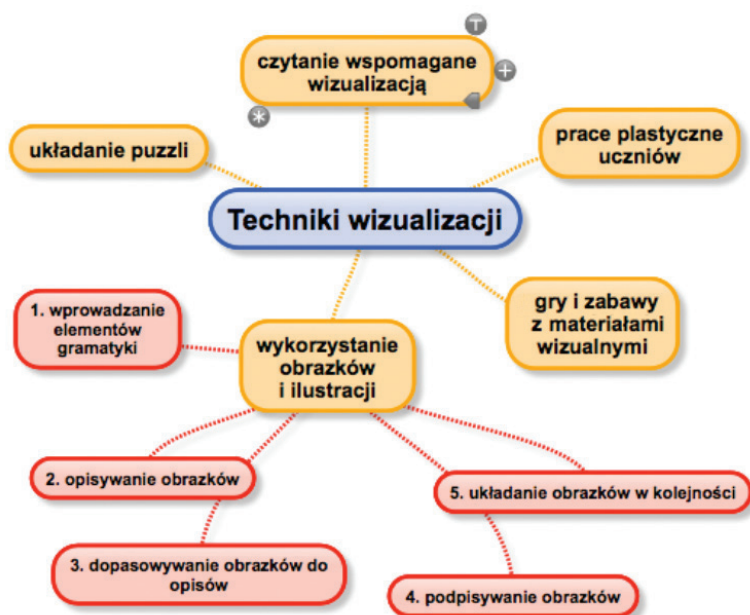 czytanie wspomagane
wizualizacją
układanie puzzli
prace plastyczne
uczniów
Techniki wizualizacji
gry i zabawy
z materiałami
wizualnymi
1. wprowadzanie
elementów
gramatyki
wykorzystanie
obrazków
i ilustracji
2. opisywanie obrazków
5. układanie obrazków w kolejności
3. dopasowywanie obrazków do
opisów
4. podpisywanie obrazków